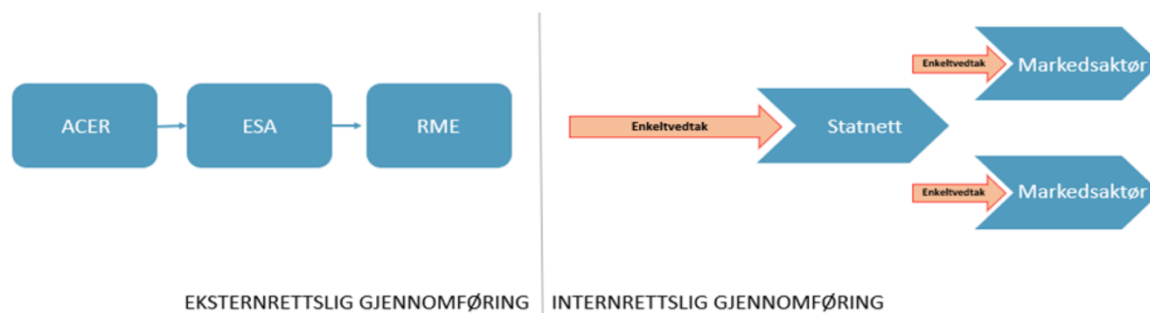 ACER
ESA
RME
EKSTERNRETTSLIG GJENNOMFØRING
Enkeltvedtak
Statnett
Enkeltvedtak
Markedsaktør
Enkeltvedtak
Markedsaktør
INTERNRETTSLIG GJENNOMFØRING